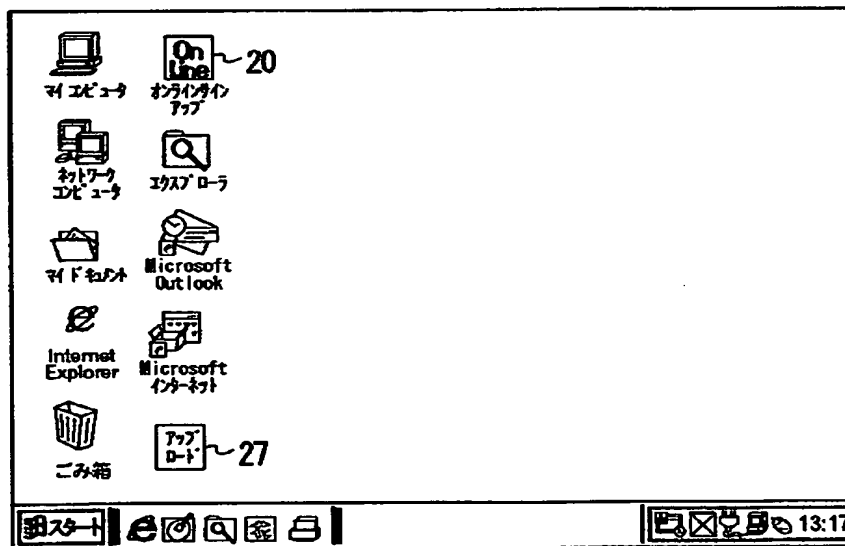 On
Line
20
マイ コンピュータ
オンラインサイン
アップ
ネットワーク
コンピュータ
エクスプローラ
マイ ドキュメント
Microsoft
Outlook
Internet
Explorer
Microsoft
インターネット
ごみ箱
アップ
ロード
27
スタート
13:17